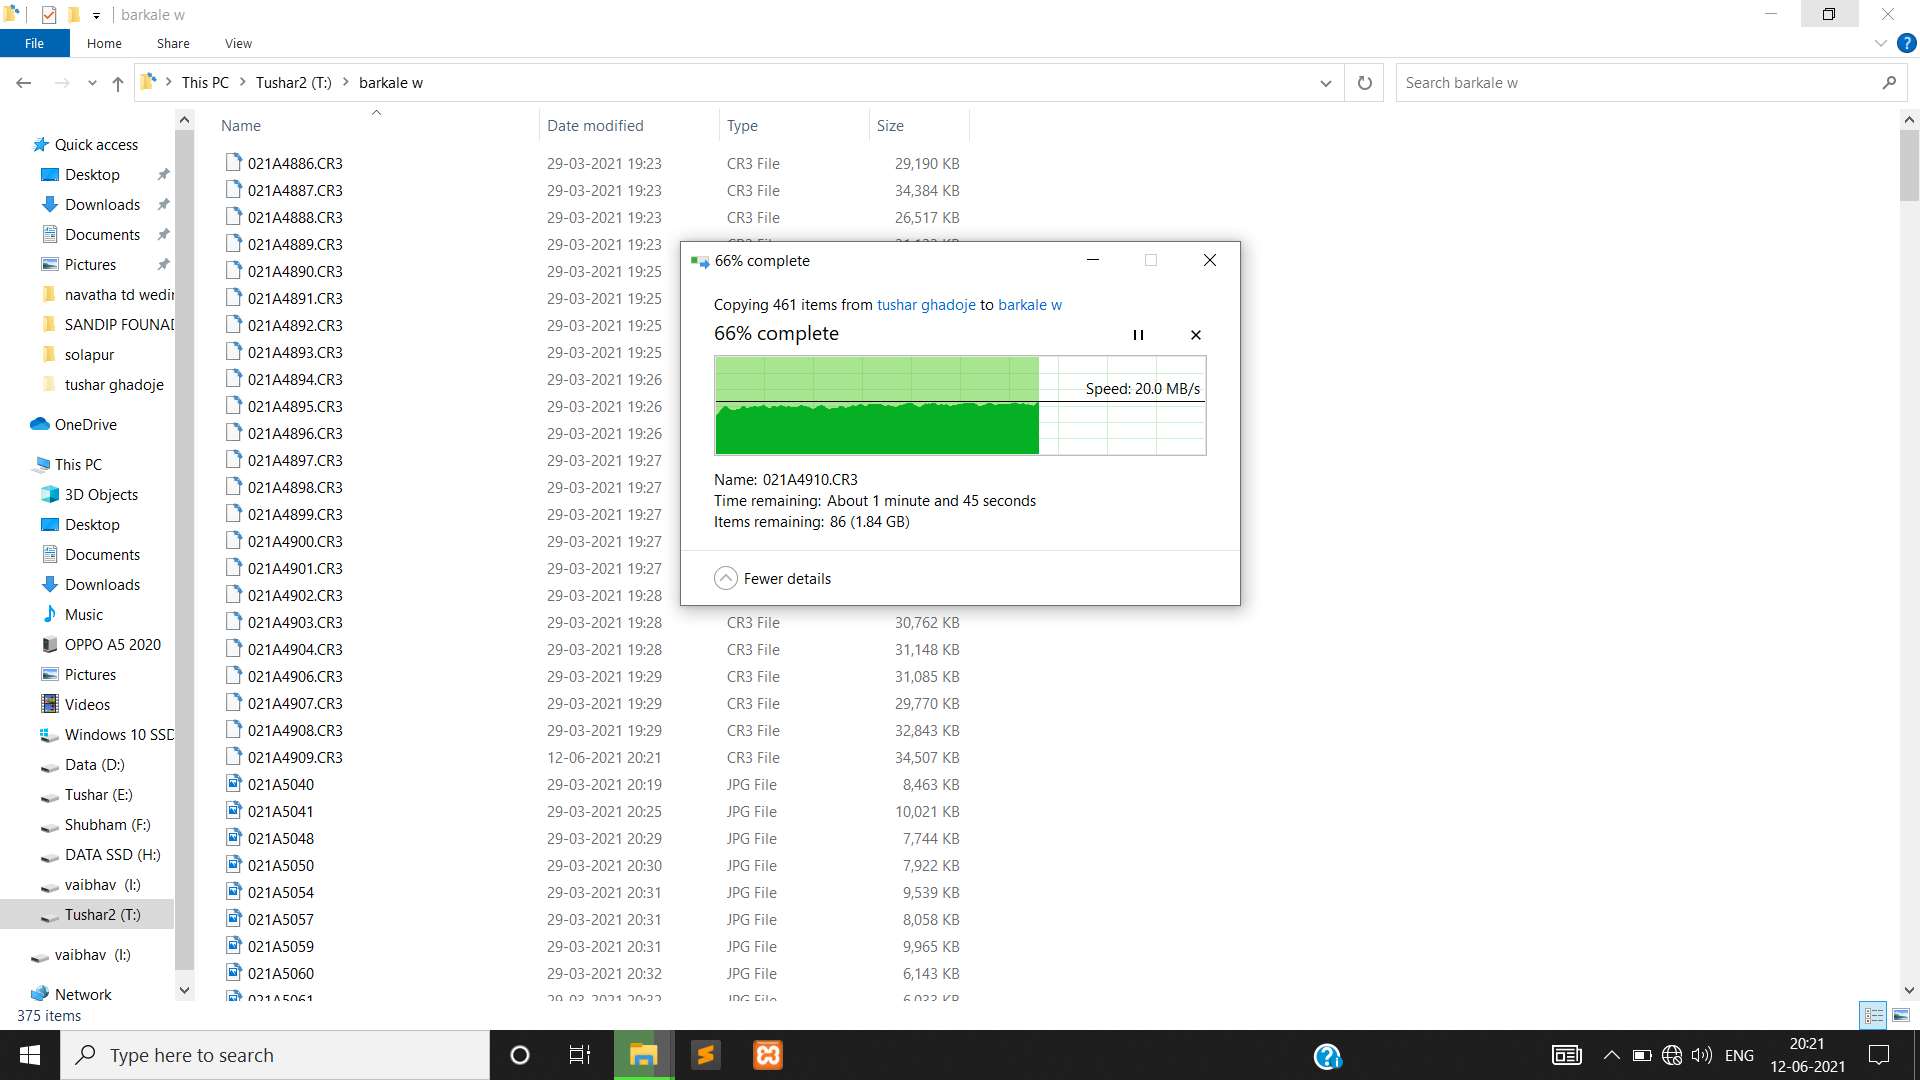 barkale w
File Home Share View
This PC Tushar2 (T:) barkale w
Search barkale w
Quick access
Desktop
Downloads
Documents
Pictures
navatha td wedin
SANDIP FOUNAD
solapur
tushar ghadoje
OneDrive
This PC
3D Objects
Desktop
Documents
Downloads
Music
OPPO A5 2020
Pictures
Videos
Windows 10 SSD
Data (D:)
Tushar (E:)
Shubham (F:)
DATA SSD (H:)
vaibhav (I:)
Tushar2 (T:)
vaibhav (I:)
Network
Name Date modified Type Size
021A4886.CR3 29-03-2021 19:23 CR3 File 29,190 KB
021A4887.CR3 29-03-2021 19:23 CR3 File 34,384 KB
021A4888.CR3 29-03-2021 19:23 CR3 File 26,517 KB
021A4889.CR3 29-03-2021 19:23
021A4890.CR3 29-03-2021 19:25
021A4891.CR3 29-03-2021 19:25
021A4892.CR3 29-03-2021 19:25
021A4893.CR3 29-03-2021 19:25
021A4894.CR3 29-03-2021 19:26
021A4895.CR3 29-03-2021 19:26
021A4896.CR3 29-03-2021 19:26
021A4897.CR3 29-03-2021 19:27
021A4898.CR3 29-03-2021 19:27
021A4899.CR3 29-03-2021 19:27
021A4900.CR3 29-03-2021 19:27
021A4901.CR3 29-03-2021 19:27
021A4902.CR3 29-03-2021 19:28
021A4903.CR3 29-03-2021 19:28 CR3 File 30,762 KB
021A4904.CR3 29-03-2021 19:28 CR3 File 31,148 KB
021A4906.CR3 29-03-2021 19:29 CR3 File 31,085 KB
021A4907.CR3 29-03-2021 19:29 CR3 File 29,770 KB
021A4908.CR3 29-03-2021 19:29 CR3 File 32,843 KB
021A4909.CR3 12-06-2021 20:21 CR3 File 34,507 KB
021A5040 29-03-2021 20:19 JPG File 8,463 KB
021A5041 29-03-2021 20:25 JPG File 10,021 KB
021A5048 29-03-2021 20:29 JPG File 7,744 KB
021A5050 29-03-2021 20:30 JPG File 7,922 KB
021A5054 29-03-2021 20:31 JPG File 9,539 KB
021A5057 29-03-2021 20:31 JPG File 8,058 KB
021A5059 29-03-2021 20:31 JPG File 9,965 KB
021A5060 29-03-2021 20:32 JPG File 6,143 KB
021A5061 29-03-2021 20:32 JPG File 6,033 KB
66% complete
Copying 461 items from tushar ghadoje to barkale w
66% complete
Speed: 20.0 MB/s
Name: 021A4910.CR3
Time remaining: About 1 minute and 45 seconds
Items remaining: 86 (1.84 GB)
Fewer details
375 items
Type here to search
ENG
20:21
12-06-2021